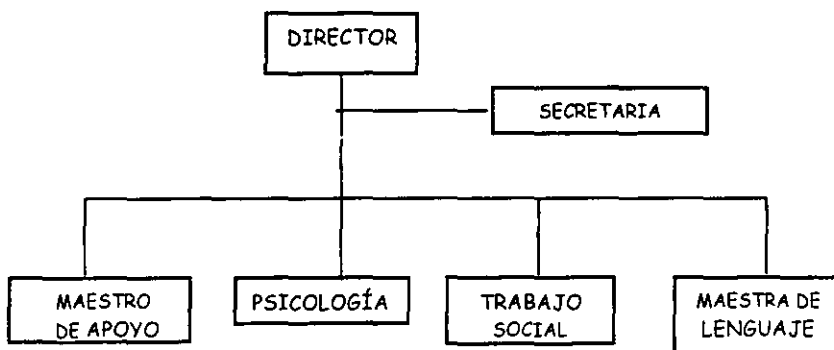 DIRECTOR
SECRETARIA
MAESTRO
DE APOYO
PSICOLOGÍA
TRABAJO
SOCIAL
MAESTRA DE
LENGUAJE